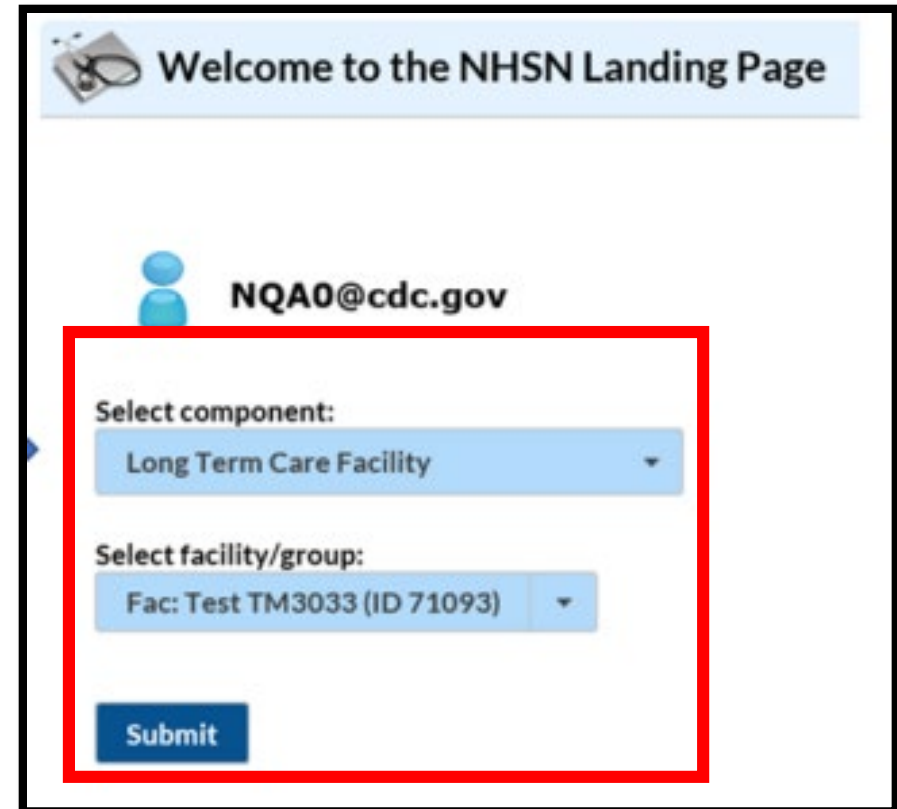 Welcome to the NHSN Landing Page
NQA0@cdc.gov
Select component:
Long Term Care Facility
Select facility/group:
Fac: Test TM3033 (ID 71093)
Submit